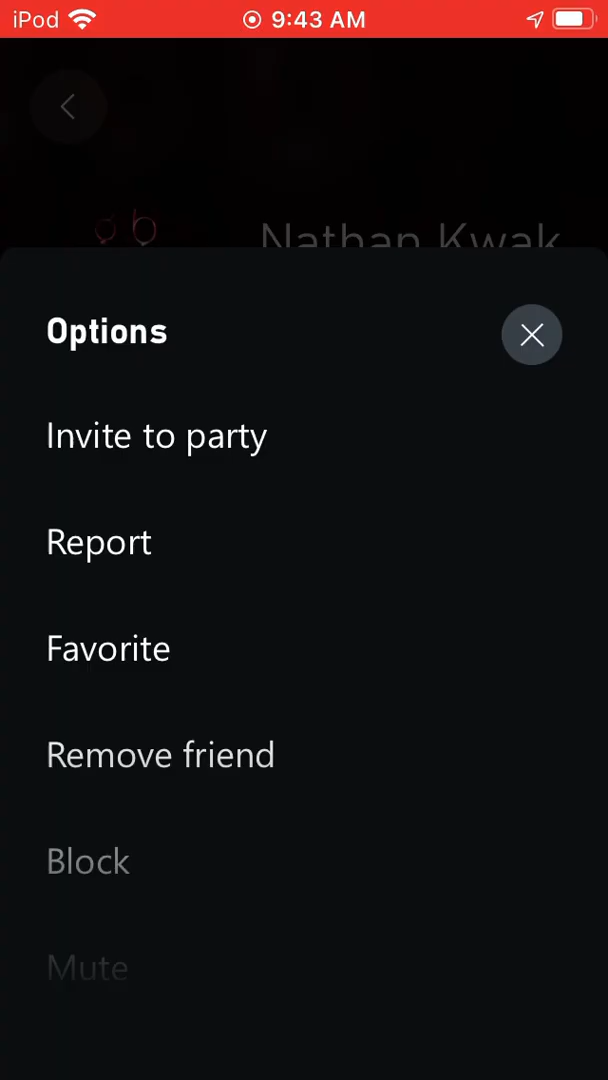 iPod 9:43 AM
Nathan Kwak
Options
Invite to party
Report
Favorite
Remove friend
Block
Mute